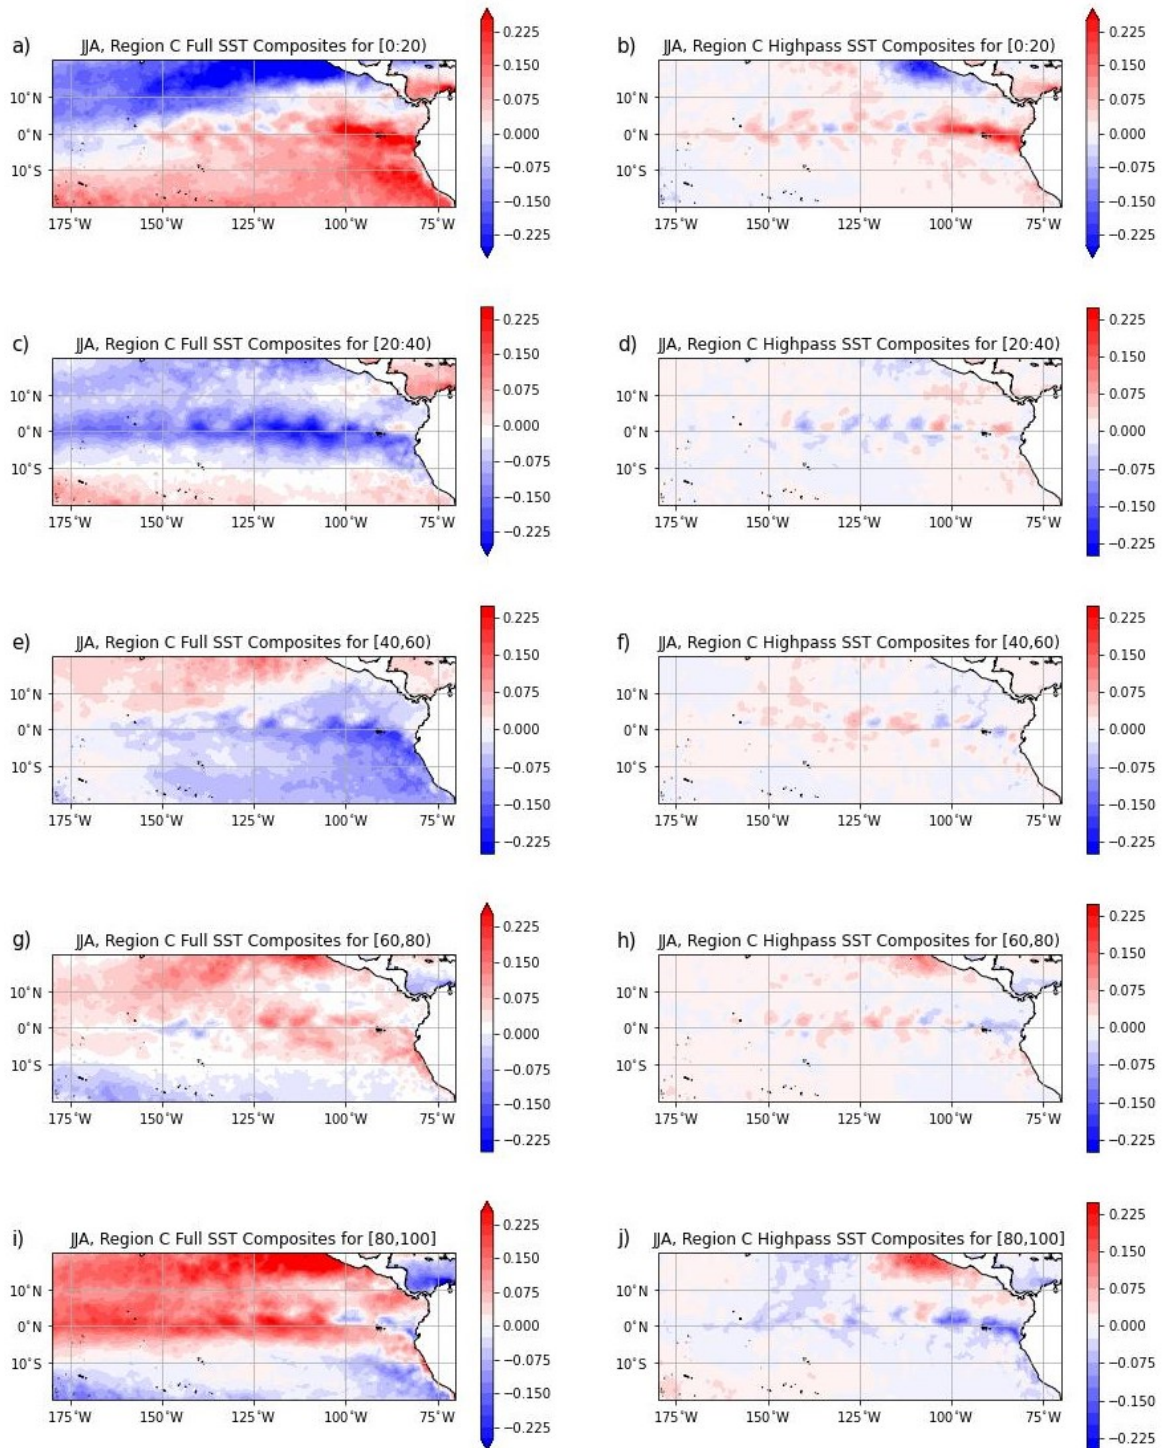 a) JJA, Region C Full SST Composites for [0:20)
10°N
0°N
10°S
175°W 150°W 125°W 100°W 75°W
0.225
0.150
0.075
0.000
−0.075
−0.150
−0.225
b) JJA, Region C Highpass SST Composites for [0:20)
10°N
0°N
10°S
175°W 150°W 125°W 100°W 75°W
0.225
0.150
0.075
0.000
−0.075
−0.150
−0.225
c) JJA, Region C Full SST Composites for [20:40)
10°N
0°N
10°S
175°W 150°W 125°W 100°W 75°W
0.225
0.150
0.075
0.000
−0.075
−0.150
−0.225
d) JJA, Region C Highpass SST Composites for [20:40)
10°N
0°N
10°S
175°W 150°W 125°W 100°W 75°W
0.225
0.150
0.075
0.000
−0.075
−0.150
−0.225
e) JJA, Region C Full SST Composites for [40,60)
10°N
0°N
10°S
175°W 150°W 125°W 100°W 75°W
0.225
0.150
0.075
0.000
−0.075
−0.150
−0.225
f) JJA, Region C Highpass SST Composites for [40,60)
10°N
0°N
10°S
175°W 150°W 125°W 100°W 75°W
0.225
0.150
0.075
0.000
−0.075
−0.150
−0.225
g) JJA, Region C Full SST Composites for [60,80)
10°N
0°N
10°S
175°W 150°W 125°W 100°W 75°W
0.225
0.150
0.075
0.000
−0.075
−0.150
−0.225
h) JJA, Region C Highpass SST Composites for [60,80)
10°N
0°N
10°S
175°W 150°W 125°W 100°W 75°W
0.225
0.150
0.075
0.000
−0.075
−0.150
−0.225
i) JJA, Region C Full SST Composites for [80,100]
10°N
0°N
10°S
175°W 150°W 125°W 100°W 75°W
0.225
0.150
0.075
0.000
−0.075
−0.150
−0.225
j) JJA, Region C Highpass SST Composites for [80,100]
10°N
0°N
10°S
175°W 150°W 125°W 100°W 75°W
0.225
0.150
0.075
0.000
−0.075
−0.150
−0.225